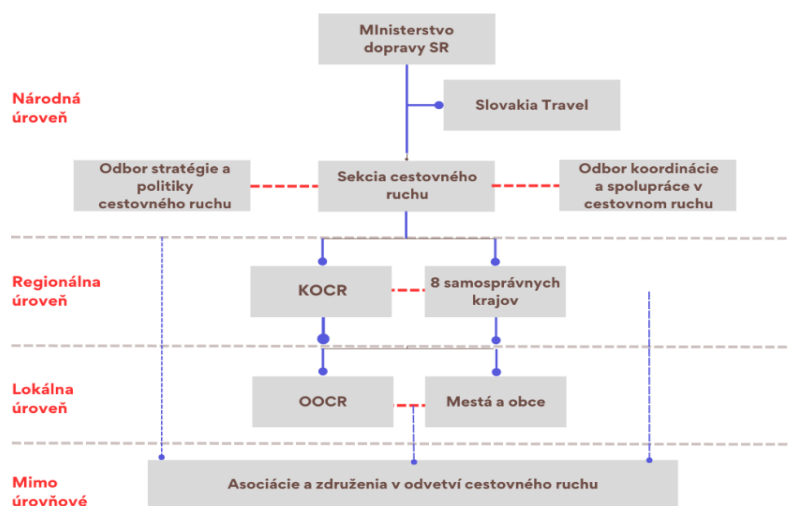 MInisterstvo
dopravy SR
Národná
úroveň
Slovakia Travel
Odbor stratégie a
politiky
cestovného ruchu
Sekcia cestovného
ruchu
Odbor koordinácie
a spolupráce v
cestovnom ruchu
Regionálna
úroveň
KOCR
8 samosprávnych
krajov
Lokálna
úroveň
OOCR
Mestá a obce
Mimo
úrovňové
Asociácie a združenia v odvetví cestovného ruchu